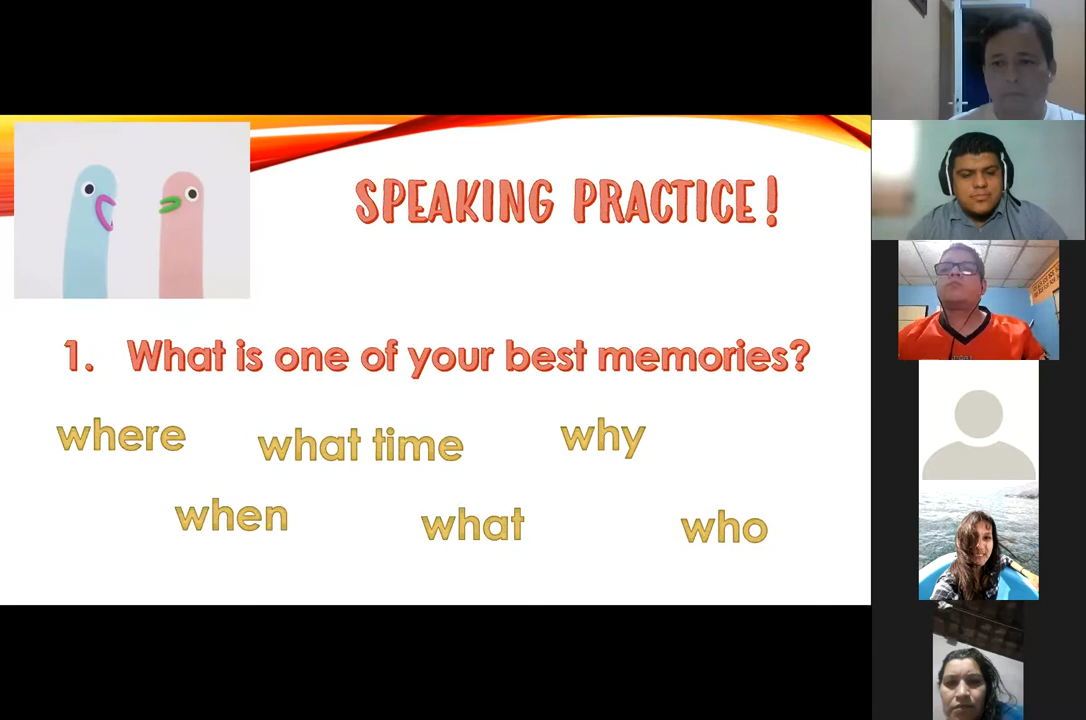 SPEAKING PRACTICE!
1. What is one of your best memories?
where what time why
when what who